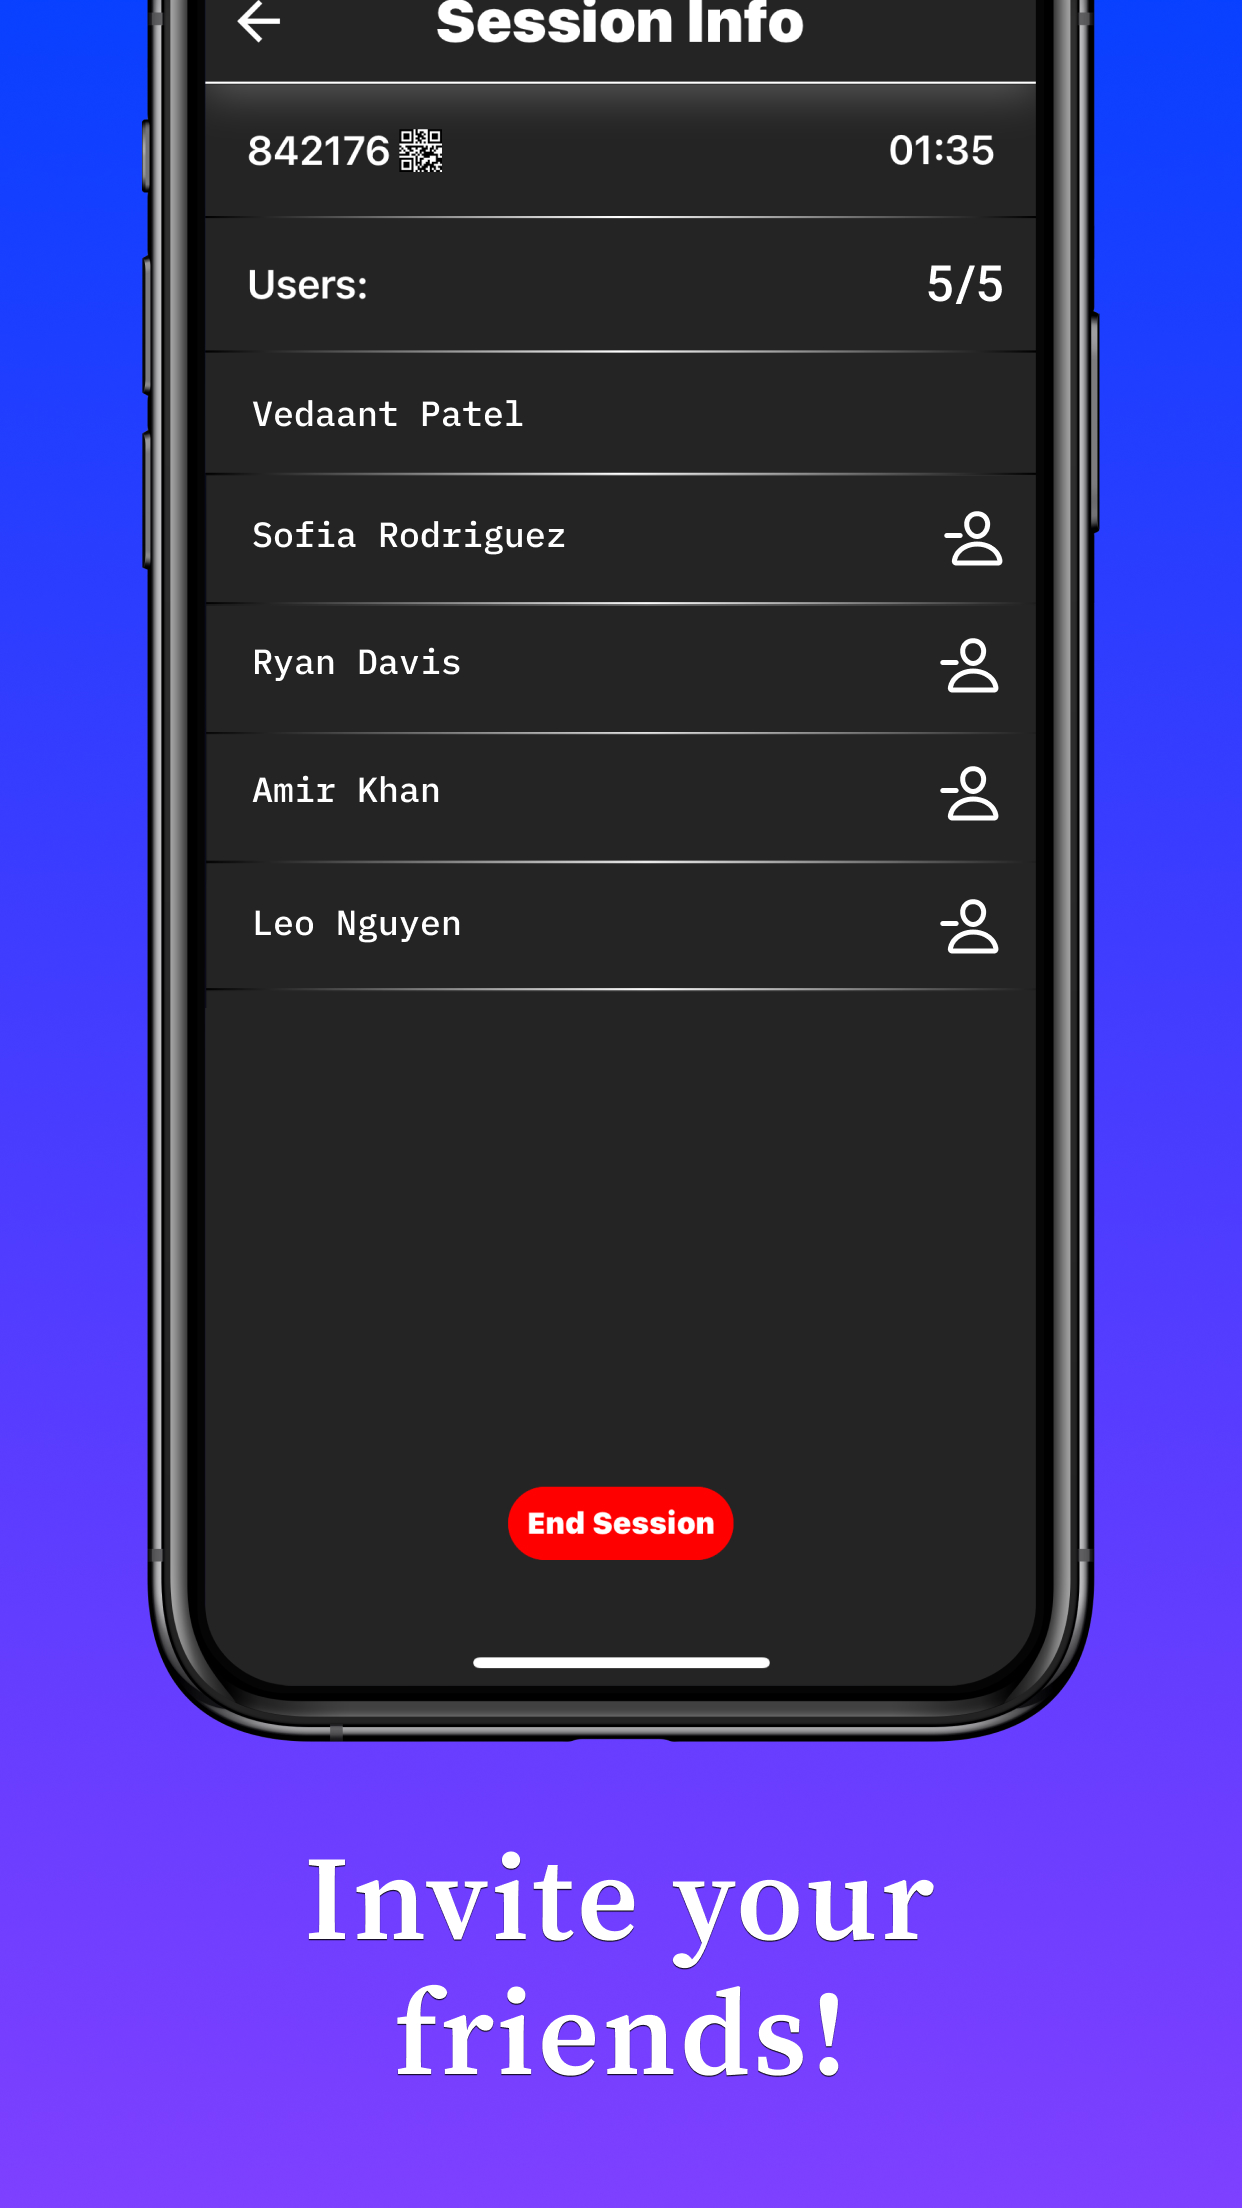 Session Info
842176 01:35
Users: 5/5
Vedaant Patel
Sofia Rodriguez
Ryan Davis
Amir Khan
Leo Nguyen
End Session
Invite your
friends!